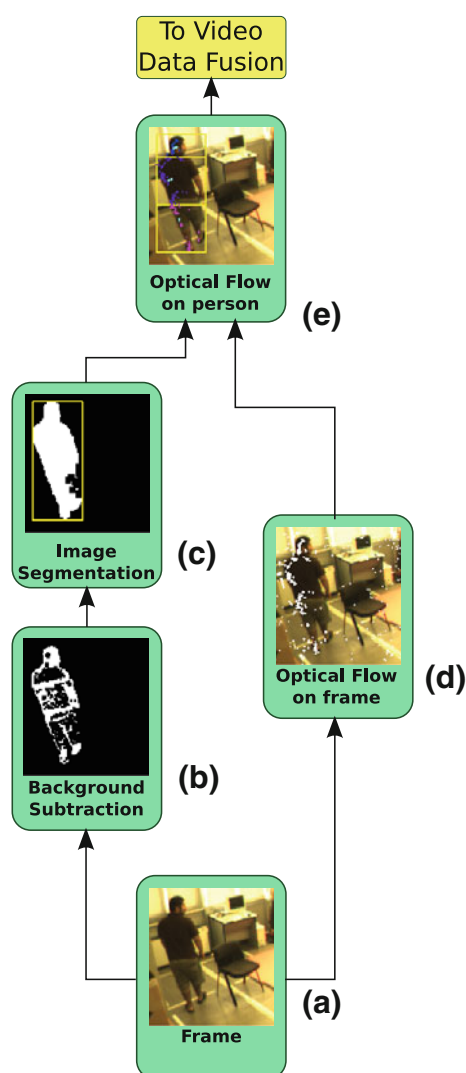 To Video
Data Fusion
Optical Flow
on person
(e)
Image
Segmentation
(c)
Optical Flow
on frame
(d)
Background
Subtraction
(b)
Frame
(a)